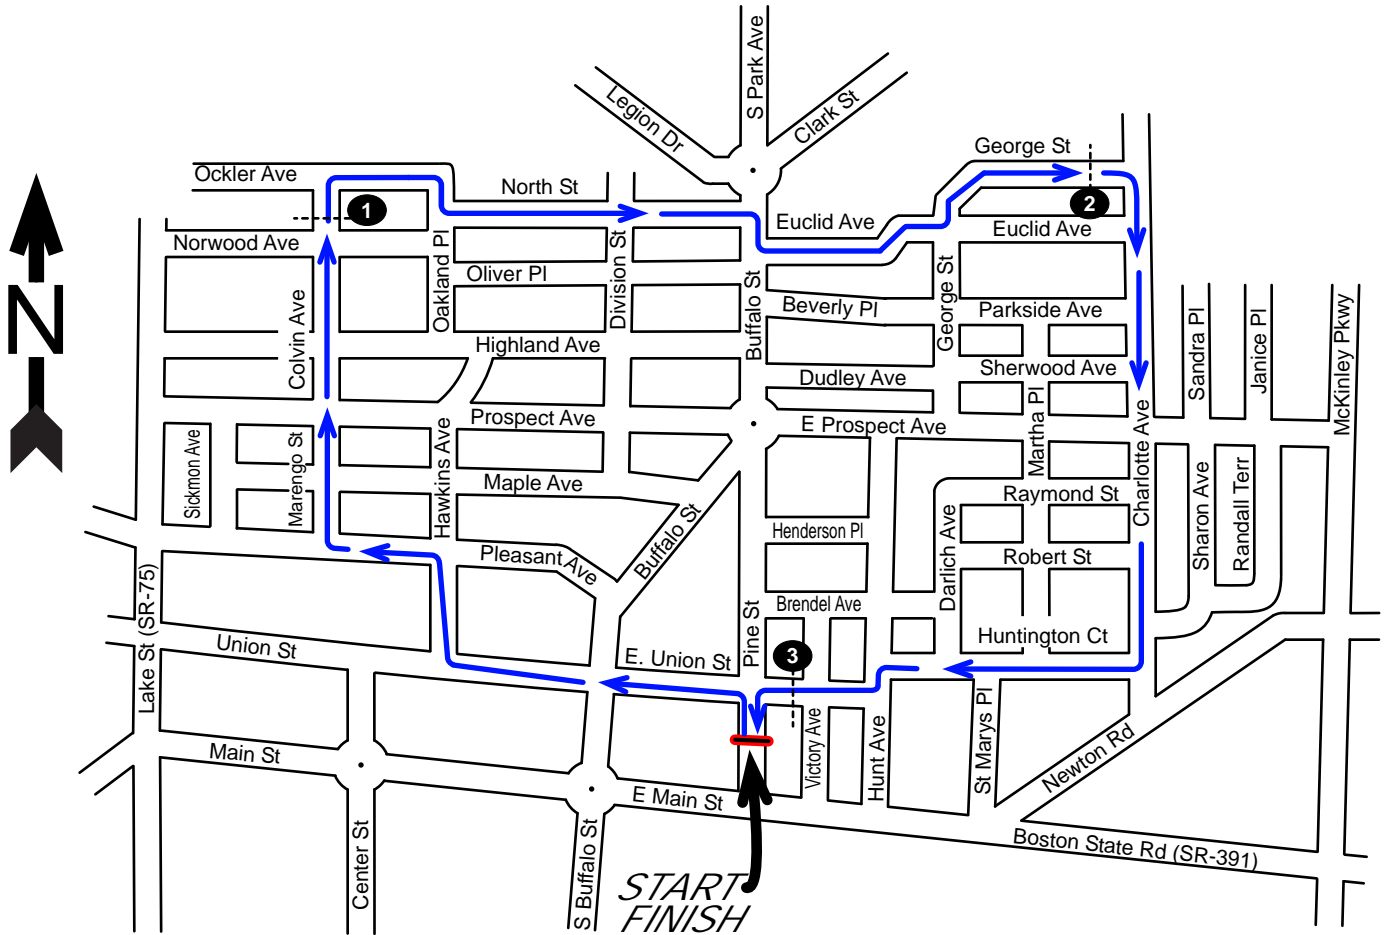 S Park Ave
Legion Dr
Clark St
George St
Ockler Ave
North St
1
2
Euclid Ave
Euclid Ave
Norwood Ave
Oakland Pl
Oliver Pl
Division St
Buffalo St
George St
Beverly Pl
Parkside Ave
N
Colvin Ave
Highland Ave
Dudley Ave
Sherwood Ave
Sandra Pl
Janice Pl
McKinley Pkwy
Prospect Ave
E Prospect Ave
Martha Pl
Charlotte Ave
Sickmon Ave
Marengo St
Hawkins Ave
Maple Ave
Raymond St
Sharon Ave
Randall Terr
Buffalo St
Henderson Pl
Darlich Ave
Pleasant Ave
Robert St
Lake St (SR-75)
Brendel Ave
Pine St
Union St
E. Union St
3
Huntington Ct
Main St
Victory Ave
Hunt Ave
St Marys Pl
Newton Rd
E Main St
Center St
S Buffalo St
Boston State Rd (SR-391)
START
FINISH